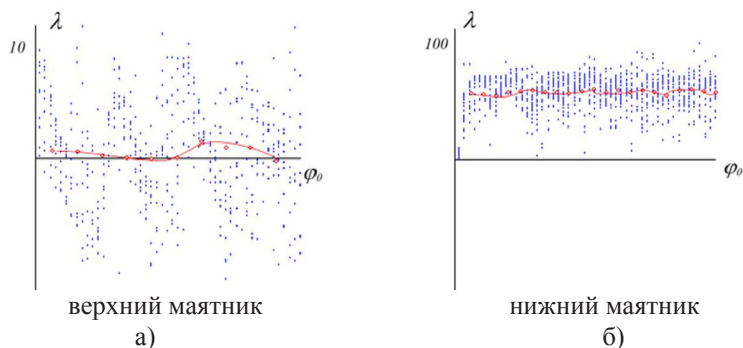 λ
10
φ₀
верхний маятник
а)
λ
100
φ₀
нижний маятник
б)